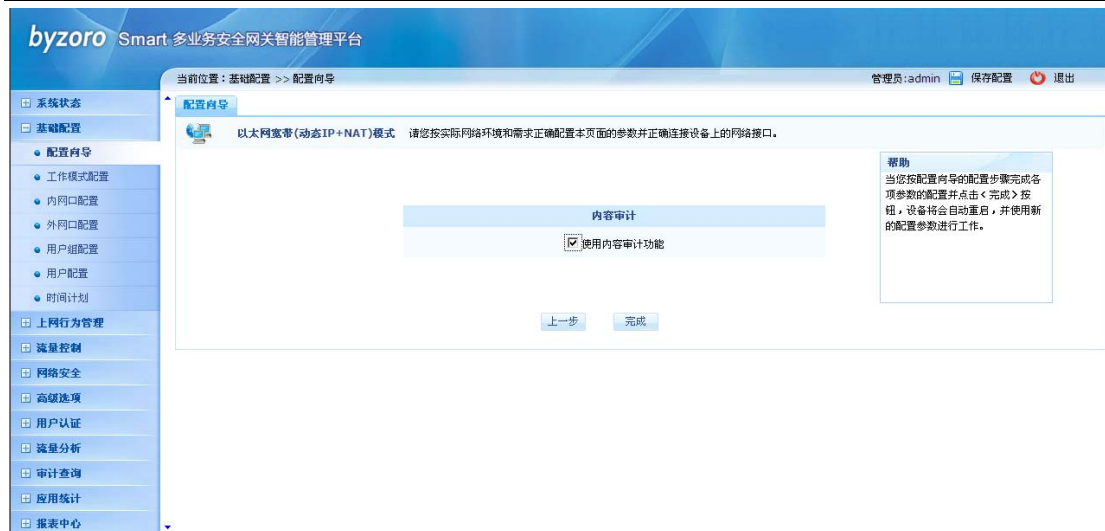 byzoro Smart 多业务安全网关智能管理平台
当前位置：基础配置 >> 配置向导
管理员:admin 保存配置 退出
系统状态
基础配置
配置向导
工作模式配置
内网口配置
外网口配置
用户组配置
用户配置
时间计划
上网行为管理
流量控制
网络安全
高级选项
用户认证
流量分析
审计查询
应用统计
报表中心
配置向导
以太网宽带(动态IP+NAT)模式 请您按实际网络环境和需求正确配置本页面的参数并正确连接设备上的网络接口。
内容审计
使用内容审计功能
上一步 完成
帮助
当您按配置向导的配置步骤完成各
项参数的配置并点击<完成>按
钮，设备将会自动重启，并使用新
的配置参数进行工作。